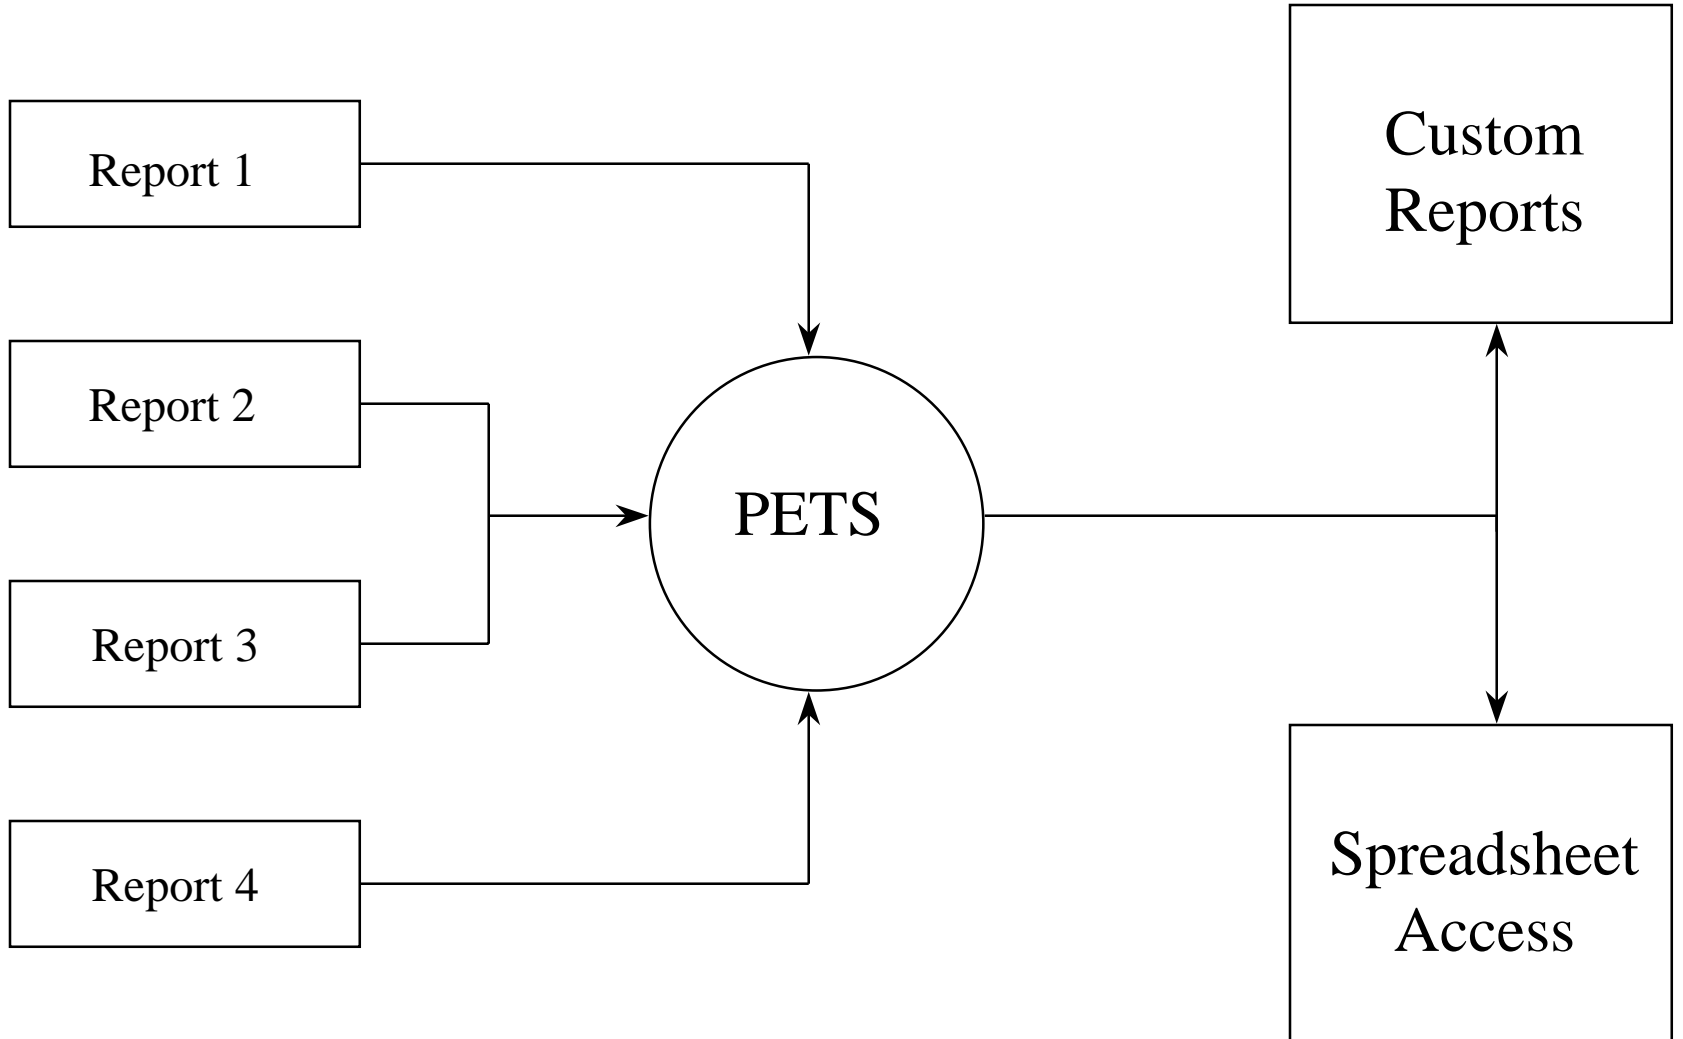 Report 1
Report 2
Report 3
Report 4
PETS
Custom
Reports
Spreadsheet
Access